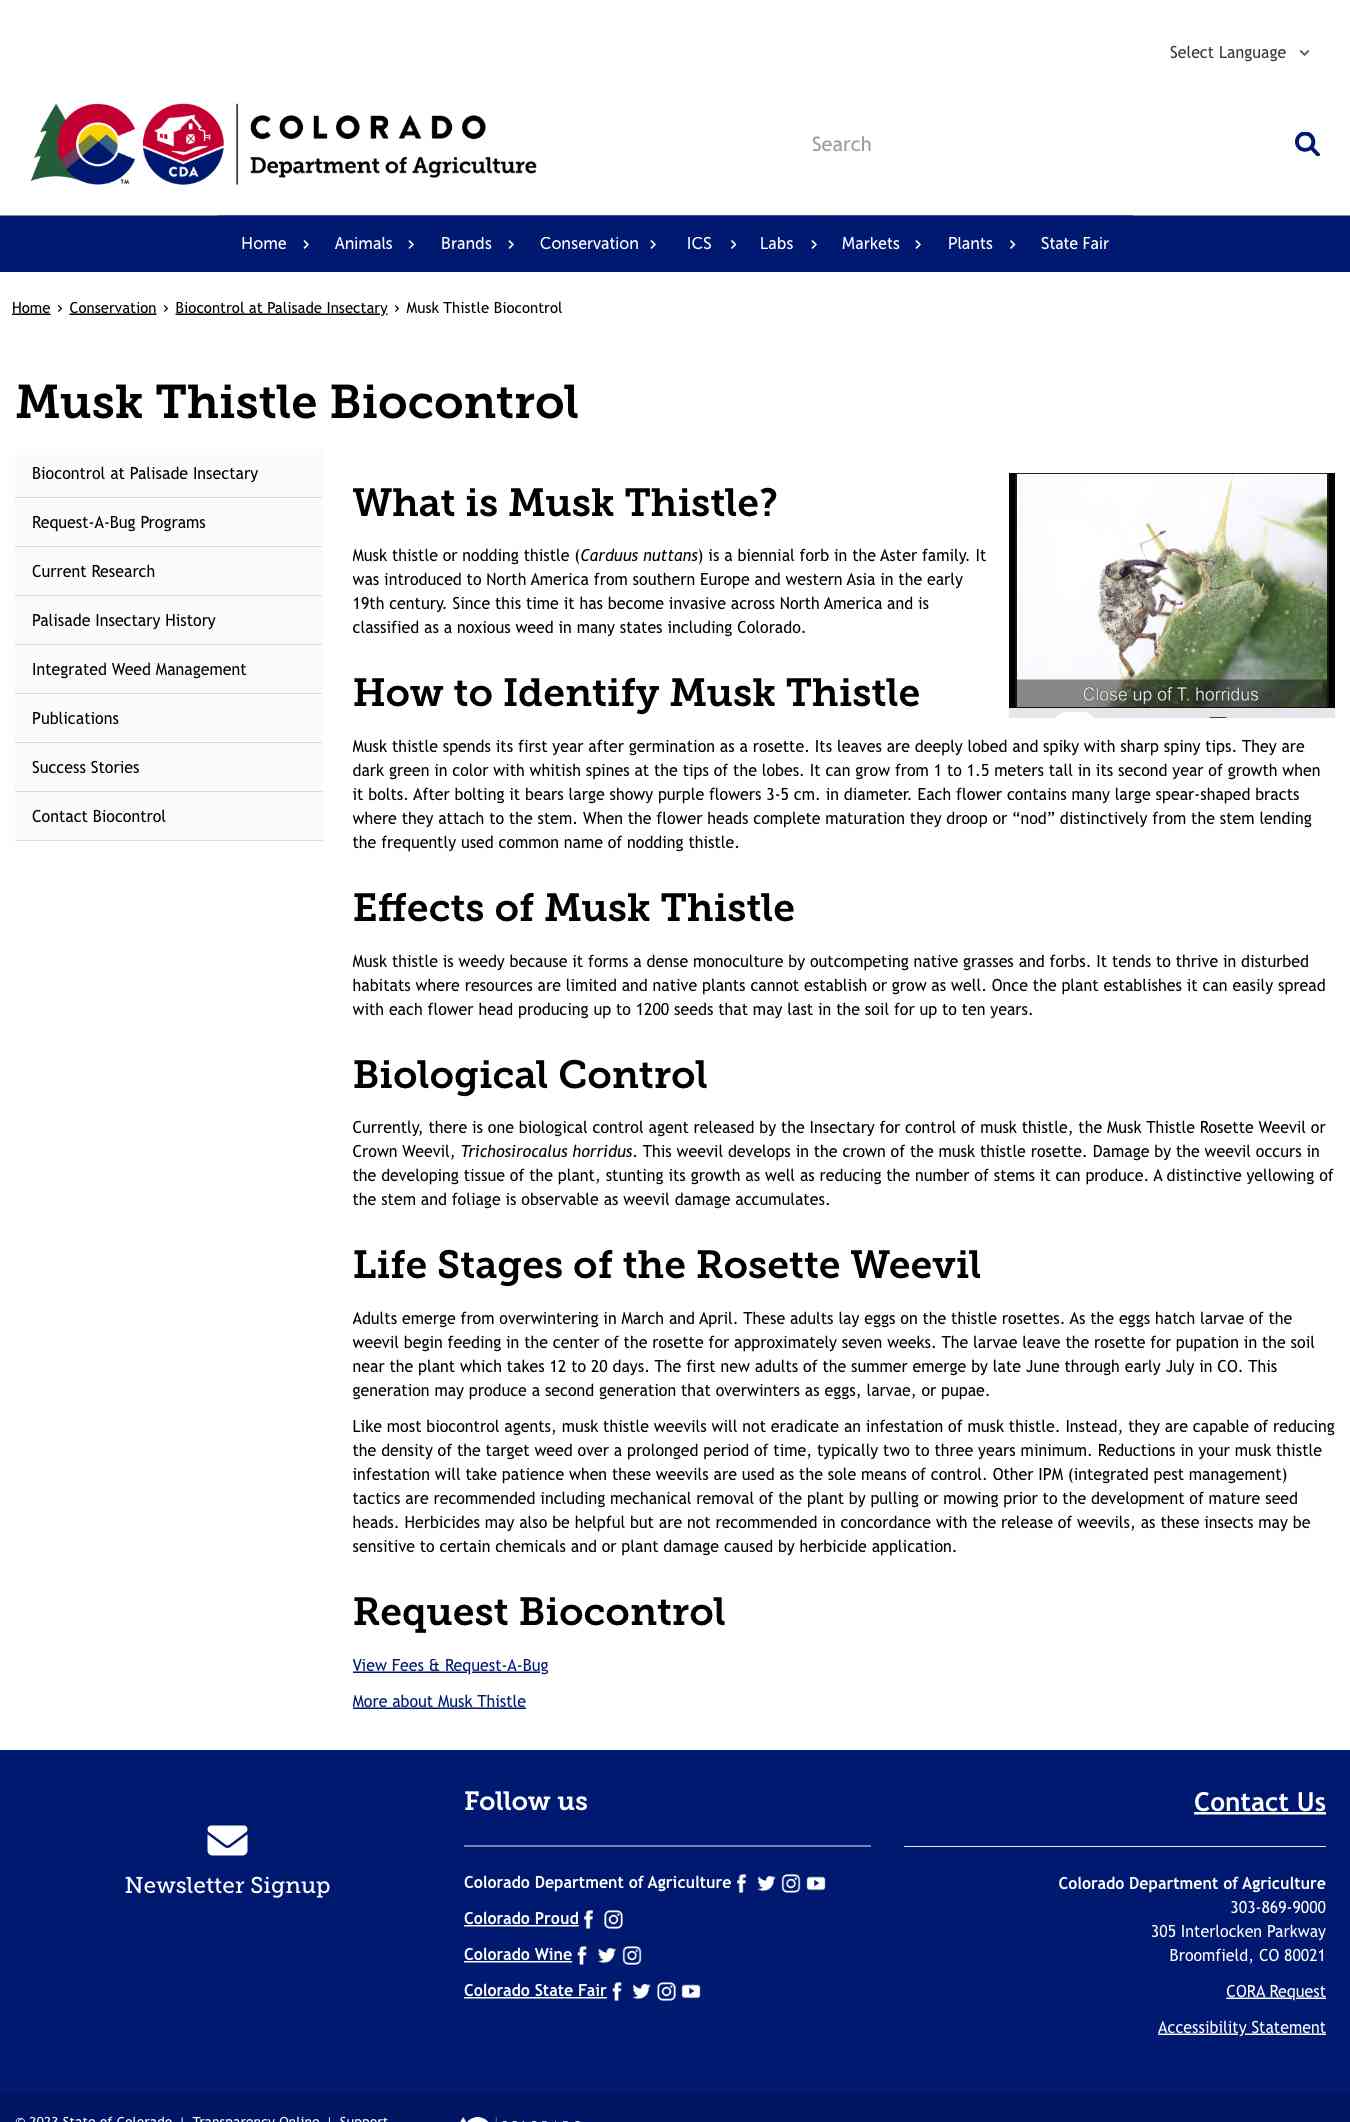 Select Language
COLORADO
Department of Agriculture
CDA
TM
Search
Home Animals Brands Conservation ICS Labs Markets Plants State Fair
Home › Conservation › Biocontrol at Palisade Insectary › Musk Thistle Biocontrol
Musk Thistle Biocontrol
Biocontrol at Palisade Insectary
Request-A-Bug Programs
Current Research
Palisade Insectary History
Integrated Weed Management
Publications
Success Stories
Contact Biocontrol
What is Musk Thistle?
Musk thistle or nodding thistle (Carduus nuttans) is a biennial forb in the Aster family. It
was introduced to North America from southern Europe and western Asia in the early
19th century. Since this time it has become invasive across North America and is
classified as a noxious weed in many states including Colorado.
Close up of T. horridus
How to Identify Musk Thistle
Musk thistle spends its first year after germination as a rosette. Its leaves are deeply lobed and spiky with sharp spiny tips. They are
dark green in color with whitish spines at the tips of the lobes. It can grow from 1 to 1.5 meters tall in its second year of growth when
it bolts. After bolting it bears large showy purple flowers 3-5 cm. in diameter. Each flower contains many large spear-shaped bracts
where they attach to the stem. When the flower heads complete maturation they droop or “nod” distinctively from the stem lending
the frequently used common name of nodding thistle.
Effects of Musk Thistle
Musk thistle is weedy because it forms a dense monoculture by outcompeting native grasses and forbs. It tends to thrive in disturbed
habitats where resources are limited and native plants cannot establish or grow as well. Once the plant establishes it can easily spread
with each flower head producing up to 1200 seeds that may last in the soil for up to ten years.
Biological Control
Currently, there is one biological control agent released by the Insectary for control of musk thistle, the Musk Thistle Rosette Weevil or
Crown Weevil, Trichosirocalus horridus. This weevil develops in the crown of the musk thistle rosette. Damage by the weevil occurs in
the developing tissue of the plant, stunting its growth as well as reducing the number of stems it can produce. A distinctive yellowing of
the stem and foliage is observable as weevil damage accumulates.
Life Stages of the Rosette Weevil
Adults emerge from overwintering in March and April. These adults lay eggs on the thistle rosettes. As the eggs hatch larvae of the
weevil begin feeding in the center of the rosette for approximately seven weeks. The larvae leave the rosette for pupation in the soil
near the plant which takes 12 to 20 days. The first new adults of the summer emerge by late June through early July in CO. This
generation may produce a second generation that overwinters as eggs, larvae, or pupae.
Like most biocontrol agents, musk thistle weevils will not eradicate an infestation of musk thistle. Instead, they are capable of reducing
the density of the target weed over a prolonged period of time, typically two to three years minimum. Reductions in your musk thistle
infestation will take patience when these weevils are used as the sole means of control. Other IPM (integrated pest management)
tactics are recommended including mechanical removal of the plant by pulling or mowing prior to the development of mature seed
heads. Herbicides may also be helpful but are not recommended in concordance with the release of weevils, as these insects may be
sensitive to certain chemicals and or plant damage caused by herbicide application.
Request Biocontrol
View Fees & Request-A-Bug
More about Musk Thistle
Newsletter Signup
Follow us
Colorado Department of Agriculture
Colorado Proud
Colorado Wine
Colorado State Fair
Contact Us
Colorado Department of Agriculture
303-869-9000
305 Interlocken Parkway
Broomfield, CO 80021
CORA Request
Accessibility Statement
© 2023 State of Colorado | Transparency Online | Support
COLORADO